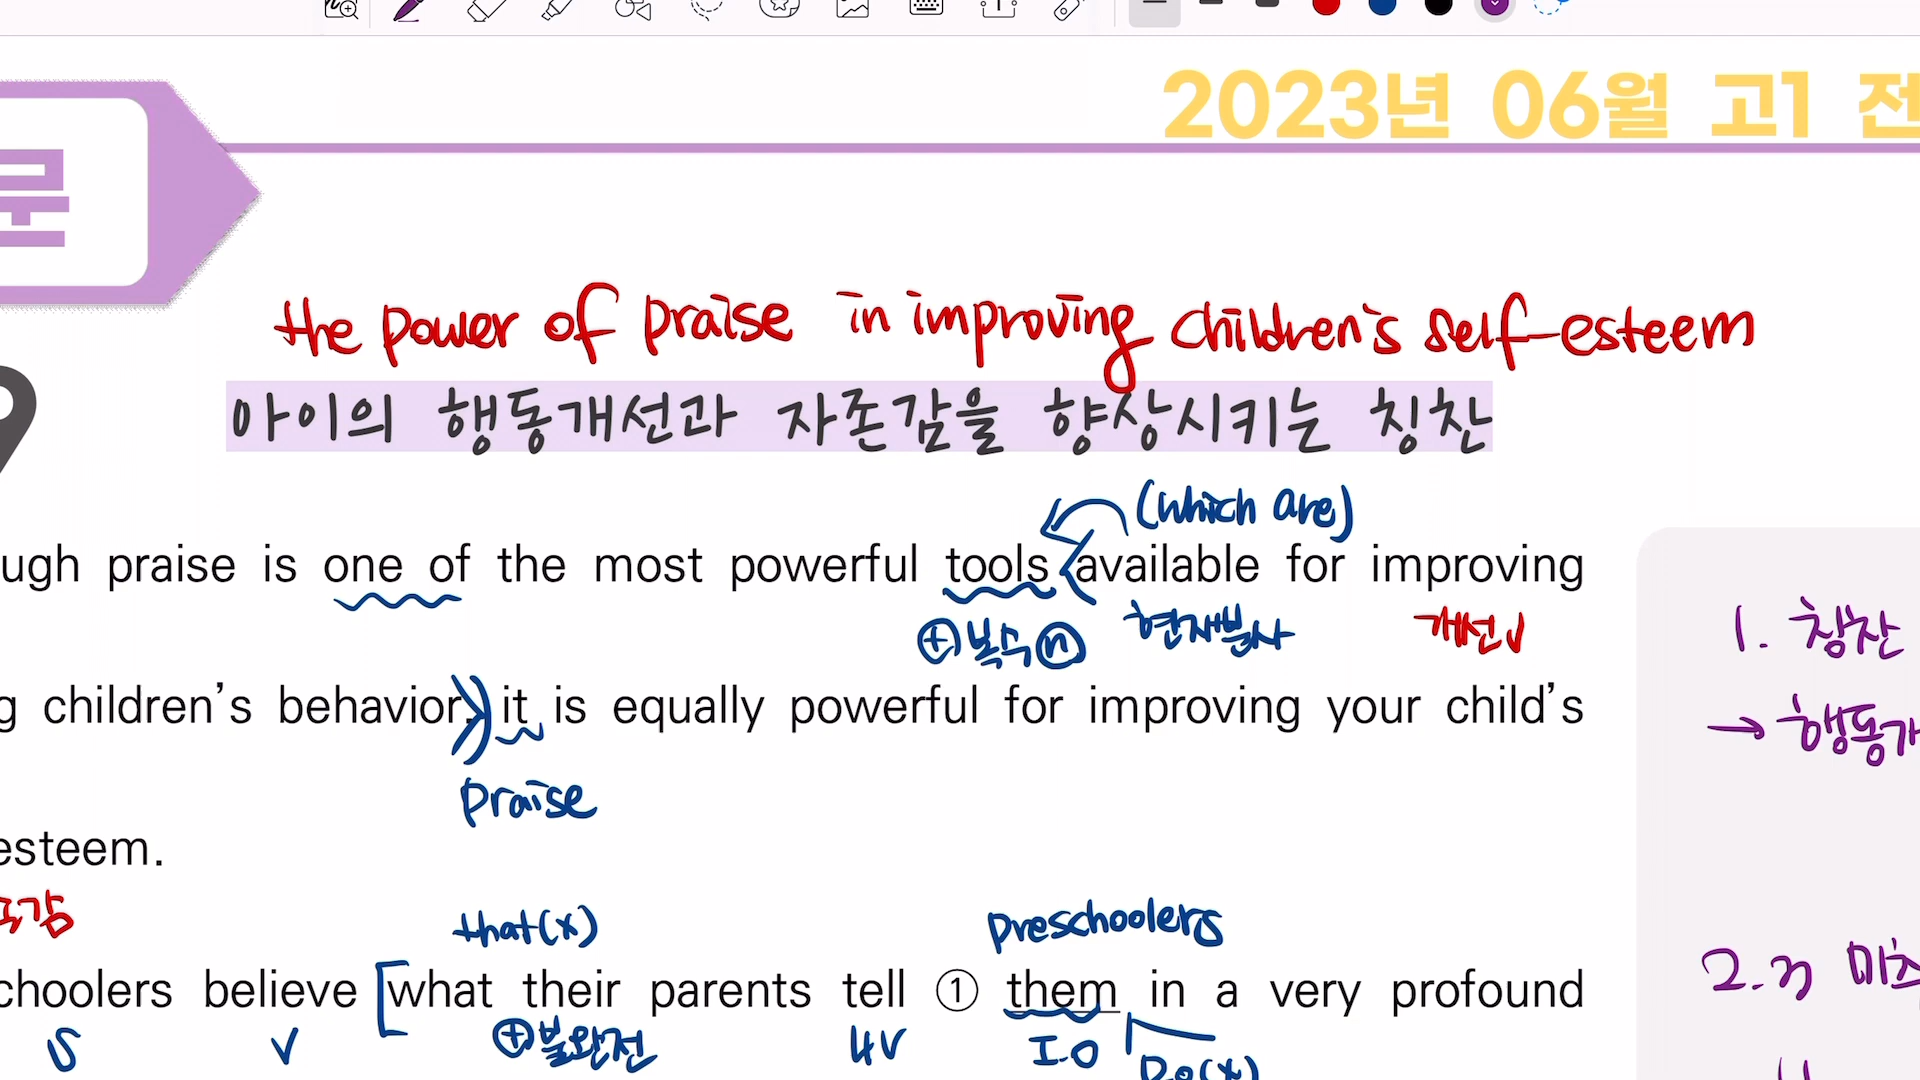 2023년 06월 고1 전
문
the power of praise in improving children's self-esteem
9
아이의 행동개선과 자존감을 향상시키는 칭찬
(which are)
ugh praise is one of the most powerful tools available for improving
+복수n 현재분사 개선
1. 칭찬
g children's behavior, it is equally powerful for improving your child's
→ 행동개
praise
esteem.
존감
that(x) preschoolers
choolers believe [what their parents tell ① them in a very profound
2.
S V +불완전 4V I.O
D.O(x)